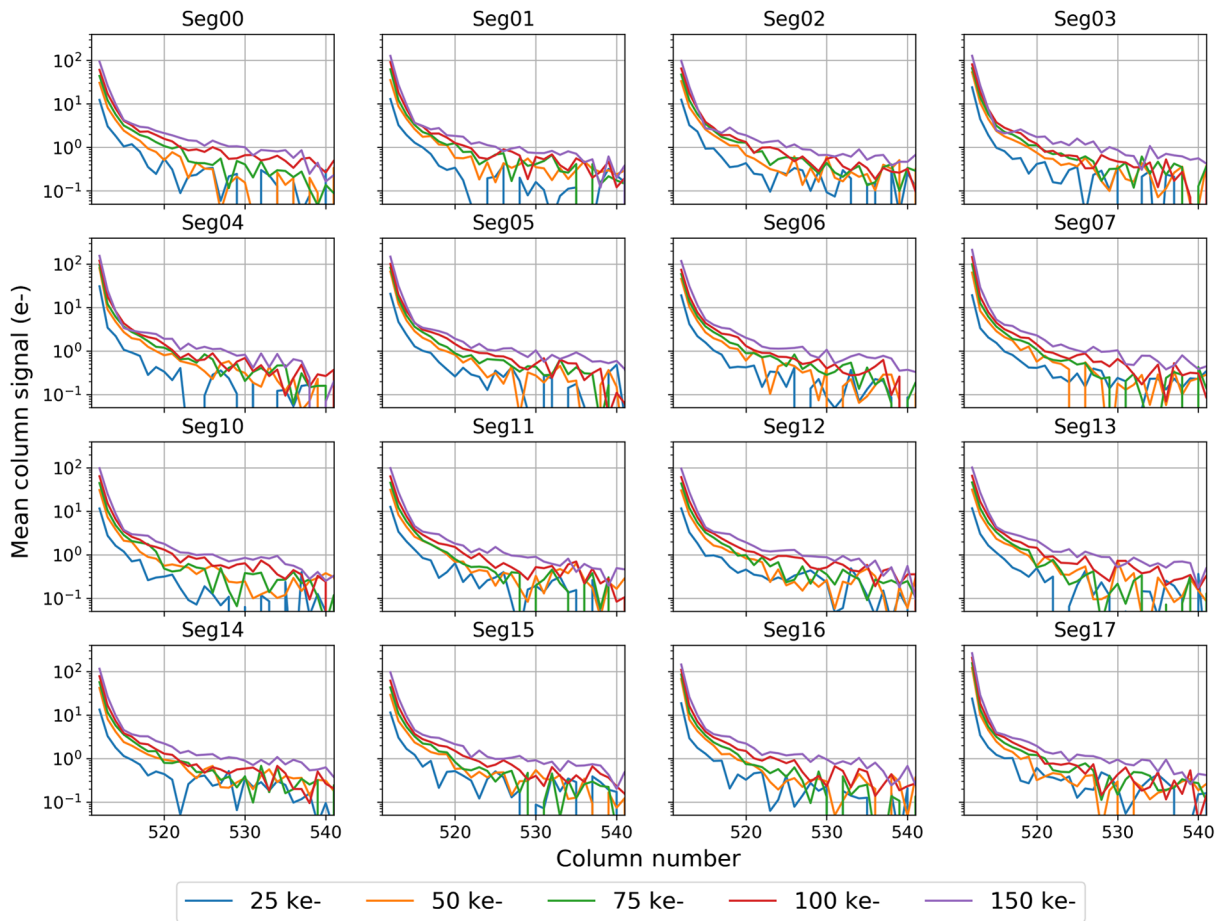 Seg00 Seg01 Seg02 Seg03
10² 10¹ 10⁰ 10⁻¹
Seg04 Seg05 Seg06 Seg07
10² 10¹ 10⁰ 10⁻¹
Seg10 Seg11 Seg12 Seg13
10² 10¹ 10⁰ 10⁻¹
Seg14 Seg15 Seg16 Seg17
10² 10¹ 10⁰ 10⁻¹
Mean column signal (e-)
520 530 540 520 530 540 520 530 540 520 530 540
Column number
25 ke- 50 ke- 75 ke- 100 ke- 150 ke-